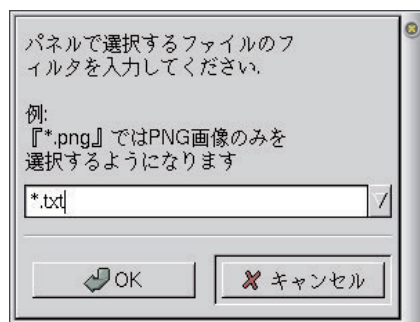 パネルで選択するファイルのフ
ィルタを入力してください.
例:
『*.png』ではPNG画像のみを
選択するようになります
*.txt
OK
キャンセル